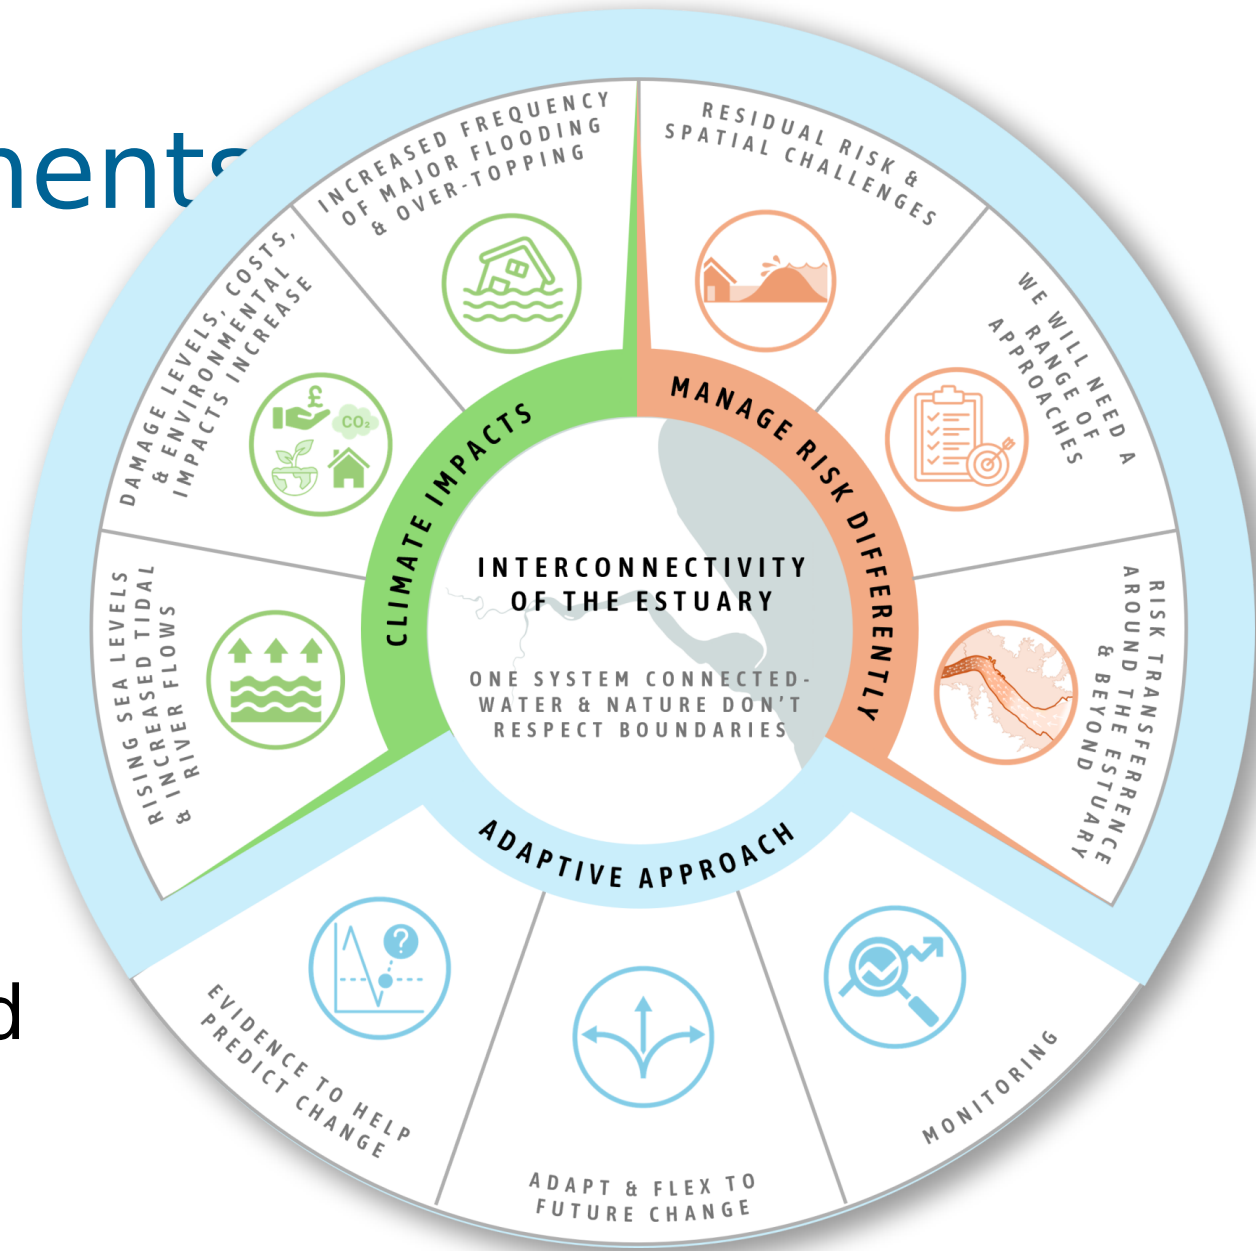 INCREASED FREQUENCY
OF MAJOR FLOODING
& OVER-TOPPING
RESIDUAL RISK &
SPATIAL CHALLENGES
WE WILL NEED A
RANGE OF
APPROACHES
RISK TRANSFERRENCE
AROUND THE ESTUARY
& BEYOND
MONITORING
ADAPT & FLEX TO
FUTURE CHANGE
EVIDENCE TO HELP
PREDICT CHANGE
?
RISING SEA LEVELS
& INCREASED TIDAL
& RIVER FLOWS
DAMAGE LEVELS, COSTS,
& ENVIRONMENTAL
IMPACTS INCREASE
£
CO₂
CLIMATE IMPACTS
MANAGE RISK DIFFERENTLY
ADAPTIVE APPROACH
INTERCONNECTIVITY
OF THE ESTUARY
ONE SYSTEM CONNECTED-
WATER & NATURE DON'T
RESPECT BOUNDARIES